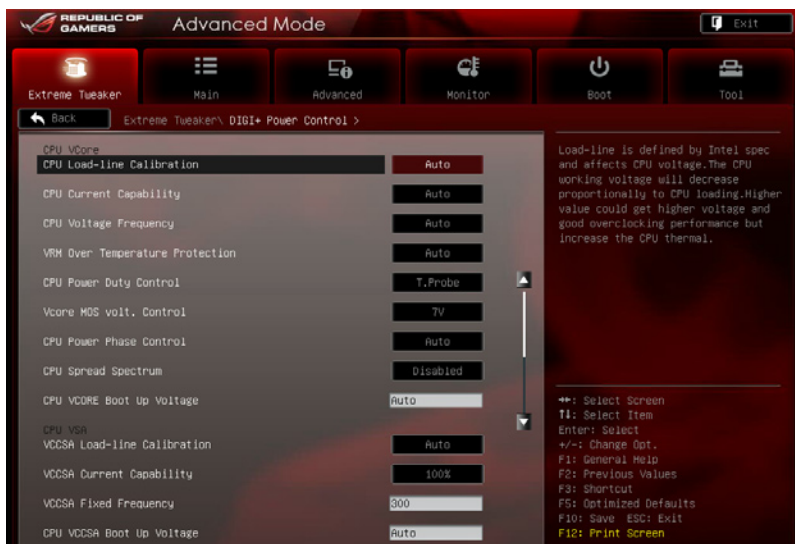 REPUBLIC OF
GAMERS
Advanced Mode
Exit
Extreme Tweaker
Main
Advanced
Monitor
Boot
Tool
Back
Extreme Tweaker\ DIGI+ Power Control >
CPU VCore
CPU Load-line Calibration Auto
CPU Current Capability Auto
CPU Voltage Frequency Auto
VRM Over Temperature Protection Auto
CPU Power Duty Control T.Probe
Vcore MOS volt. Control 7V
CPU Power Phase Control Auto
CPU Spread Spectrum Disabled
CPU VCORE Boot Up Voltage Auto
CPU VSA
VCCSA Load-line Calibration Auto
VCCSA Current Capability 100%
VCCSA Fixed Frequency 300
CPU VCCSA Boot Up Voltage Auto
Load-line is defined by Intel spec
and affects CPU voltage.The CPU
working voltage will decrease
proportionally to CPU loading.Higher
value could get higher voltage and
good overclocking performance but
increase the CPU thermal.
→←: Select Screen
↑↓: Select Item
Enter: Select
+/-: Change Opt.
F1: General Help
F2: Previous Values
F3: Shortcut
F5: Optimized Defaults
F10: Save ESC: Exit
F12: Print Screen